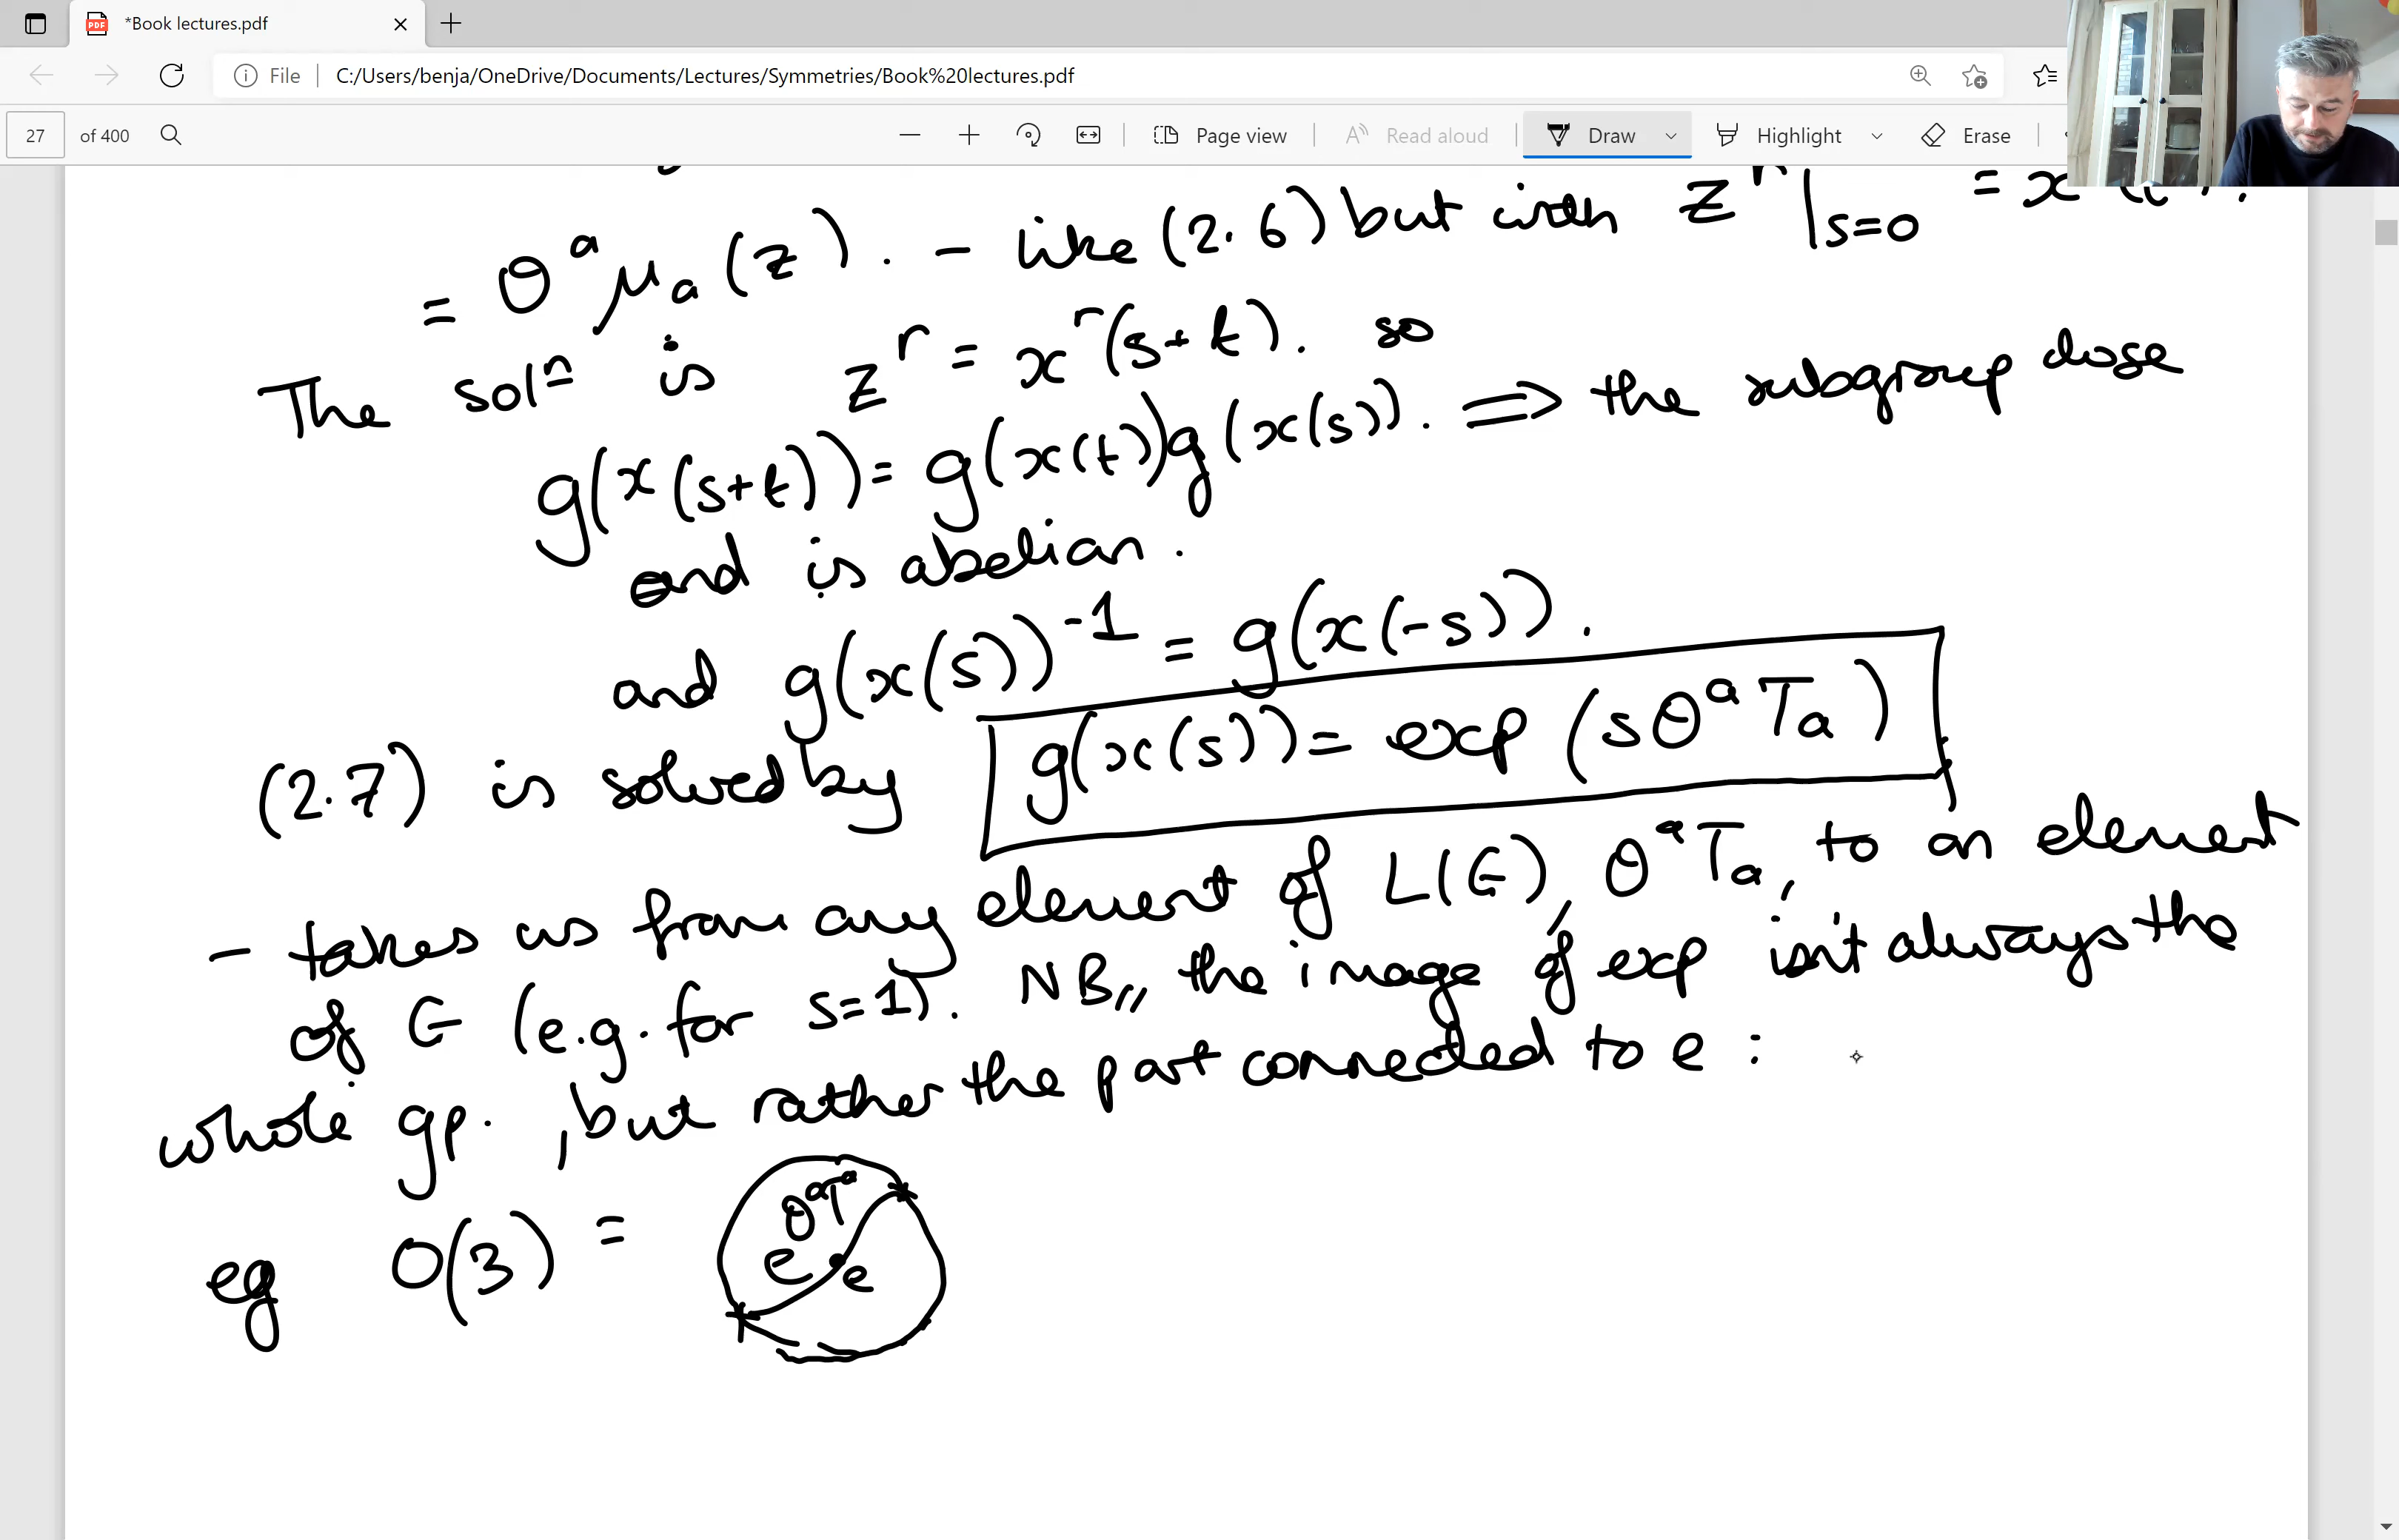 *Book lectures.pdf
File | C:/Users/benja/OneDrive/Documents/Lectures/Symmetries/Book%20lectures.pdf
27 of 400
Page view
Read aloud
Draw
Highlight
Erase
= θ^a μ_a (z). - like (2.6) but with z^r |_{s=0} = x
The solⁿ is z^r = x^r(s+t). so
g(x(s+t)) = g(x(t))g(x(s)). ⟹ the subgroup close
and is abelian.
and g(x(s))^{-1} = g(x(-s)).
(2.7) is solved by g(x(s)) = exp (sθ^a T_a)
- takes us from any element of L(G), θ^a T_a, to an element
of G (e.g. for s=1). NB,, the image of exp isn't always the
whole gp. , but rather the part connected to e :
eg O(3) =
e^{θ^a T^a}
e